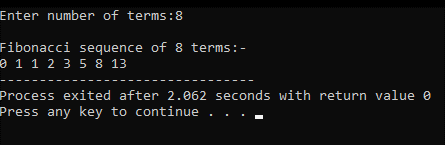 Enter number of terms:8
Fibonacci sequence of 8 terms:-
0 1 1 2 3 5 8 13
--------------------------------
Process exited after 2.062 seconds with return value 0
Press any key to continue . . .